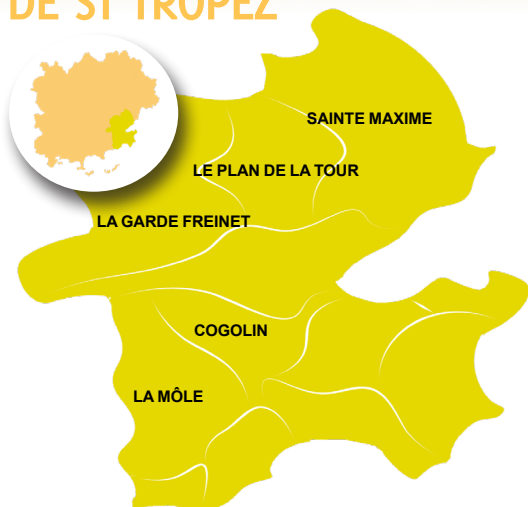 DE ST TROPEZ
SAINTE MAXIME
LE PLAN DE LA TOUR
LA GARDE FREINET
COGOLIN
LA MÔLE